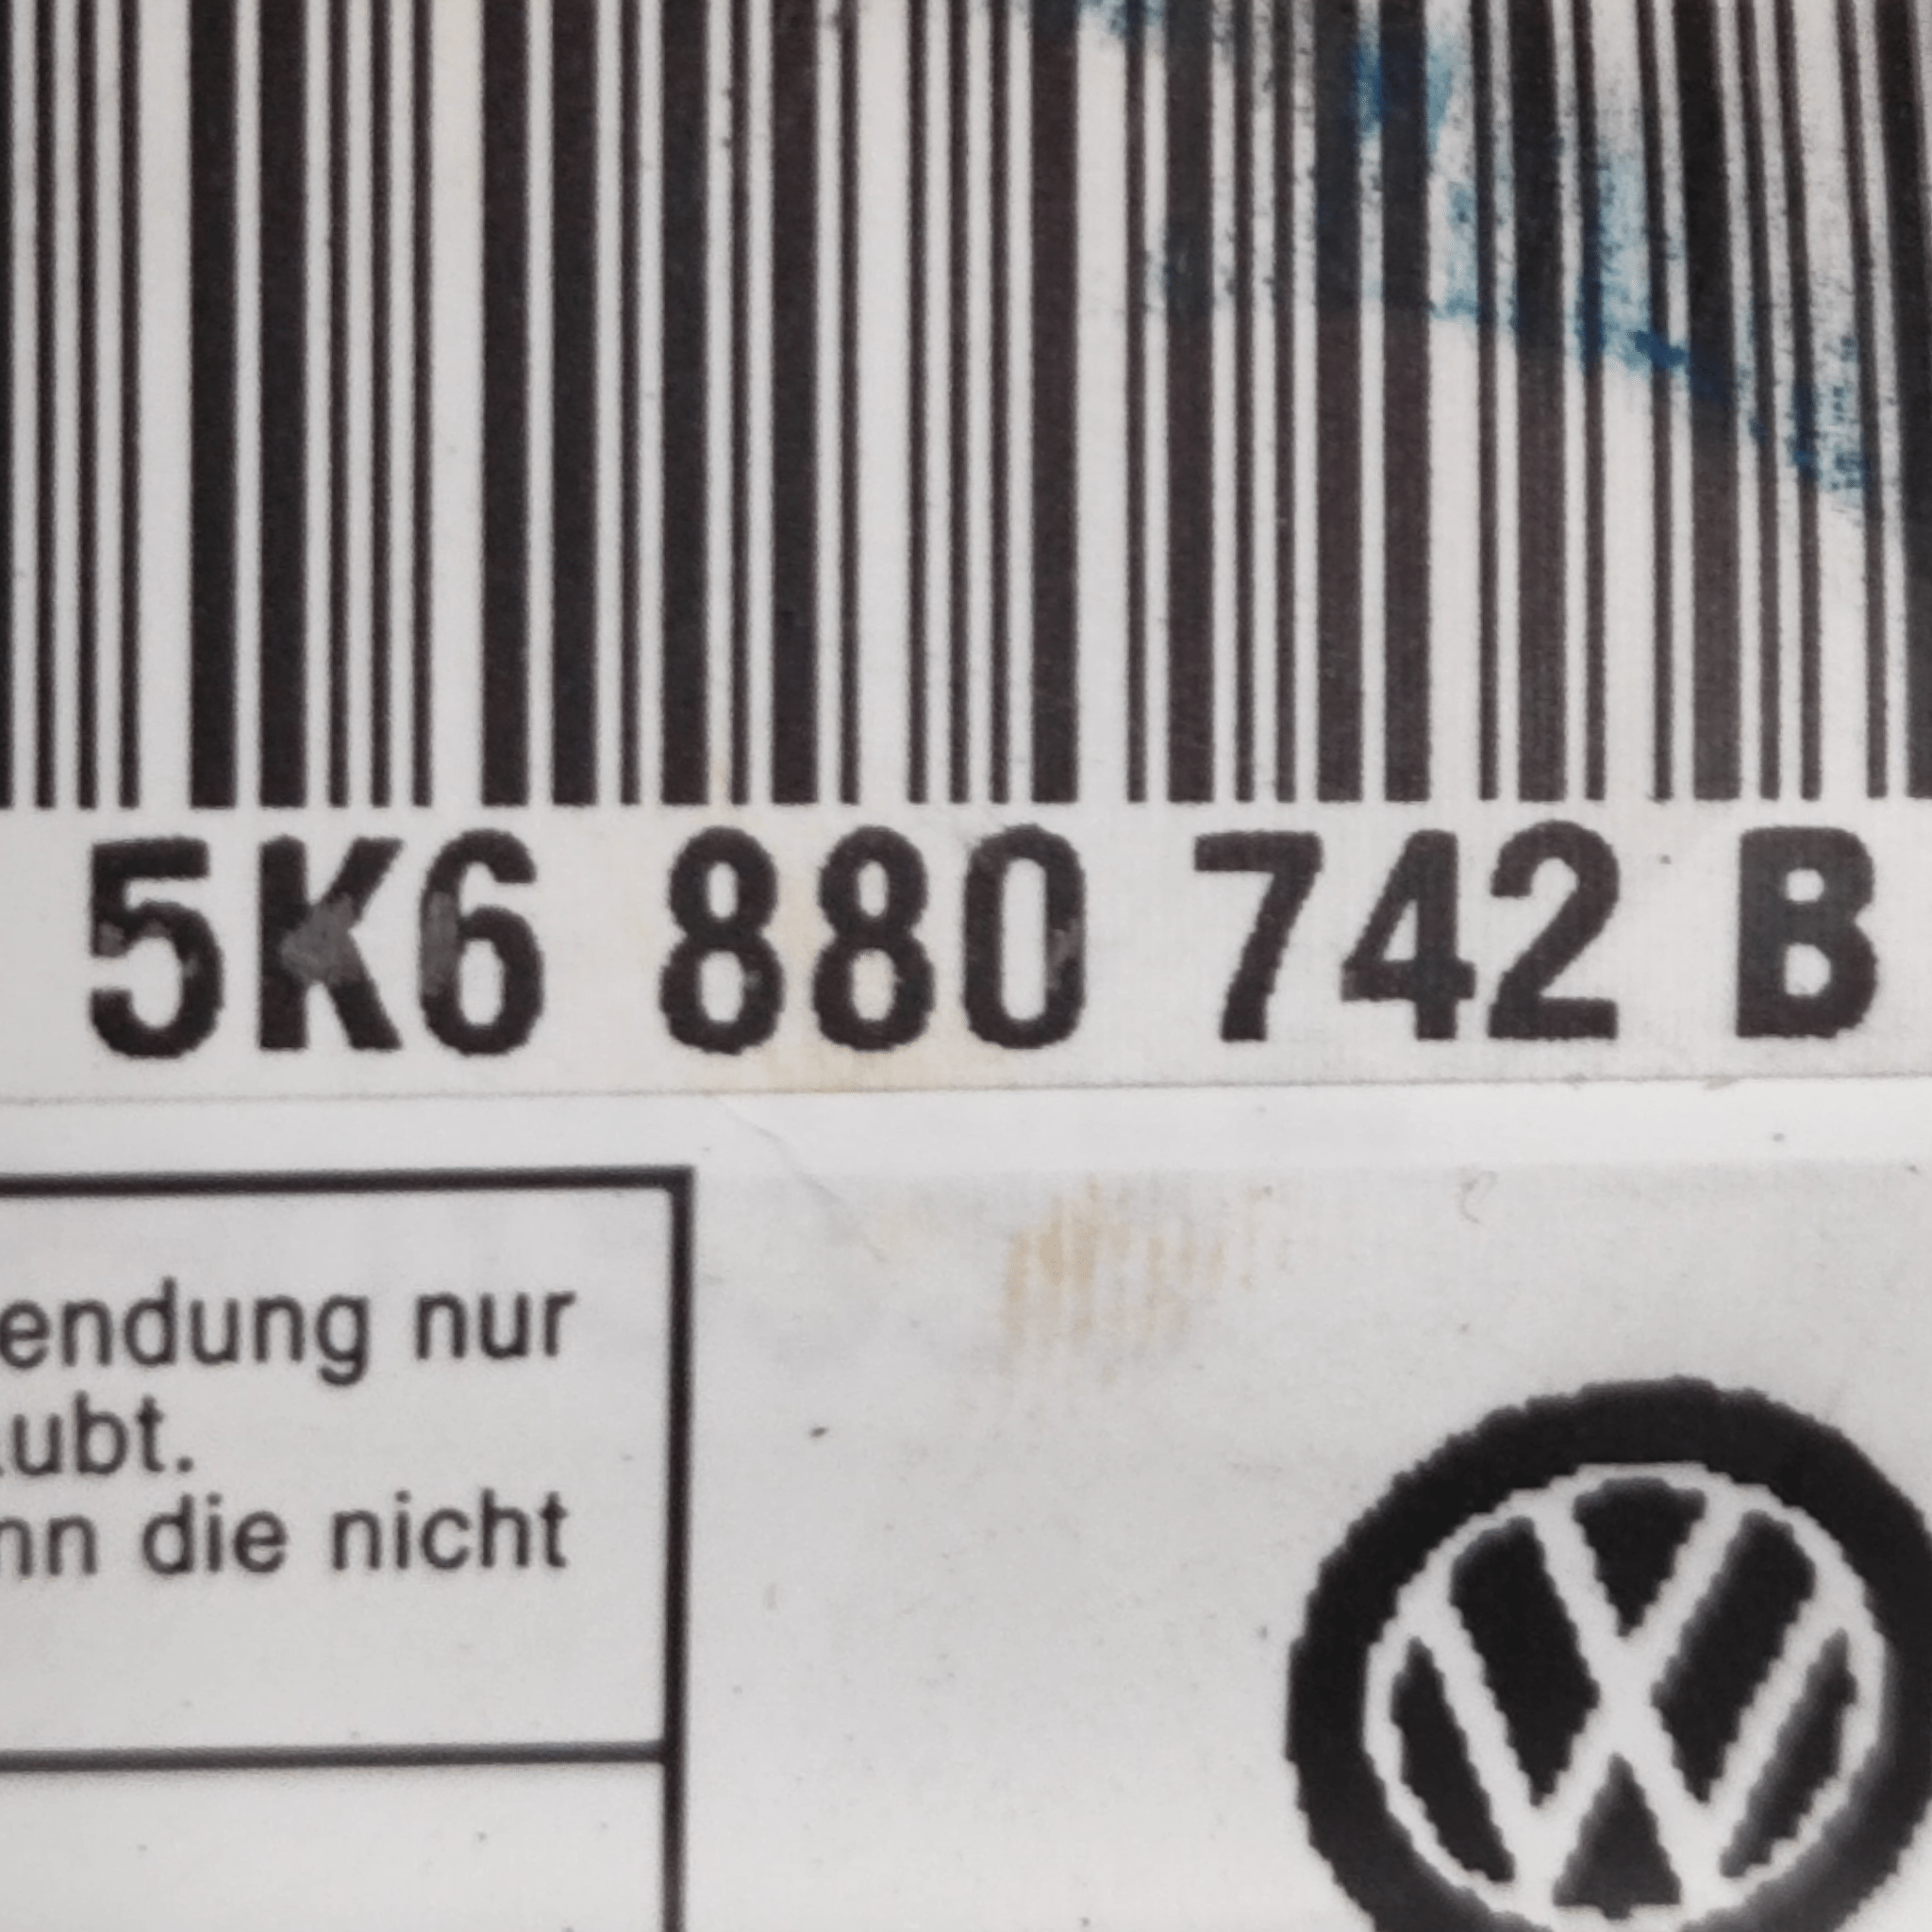 5K6 880 742 B
endung nur
ubt.
nn die nicht